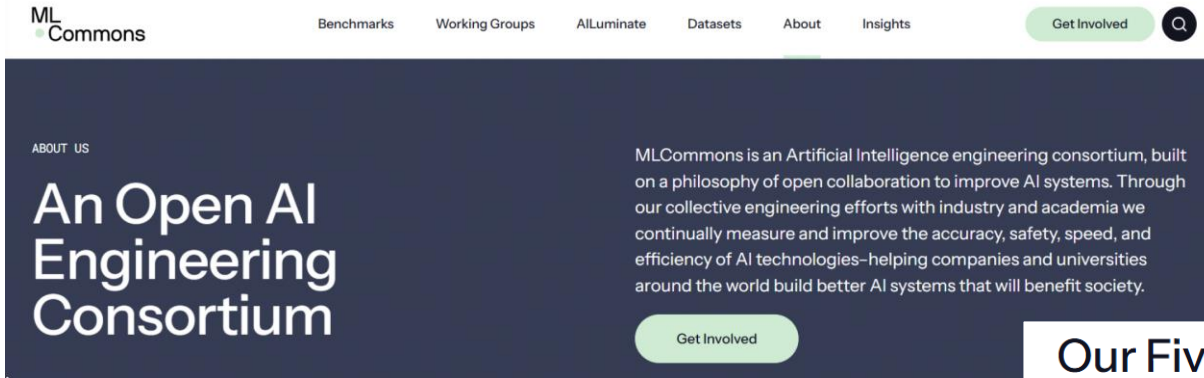 ML
Commons
Benchmarks Working Groups AILuminate Datasets About Insights Get Involved
ABOUT US
An Open AI
Engineering
Consortium
MLCommons is an Artificial Intelligence engineering consortium, built
on a philosophy of open collaboration to improve AI systems. Through
our collective engineering efforts with industry and academia we
continually measure and improve the accuracy, safety, speed, and
efficiency of AI technologies–helping companies and universities
around the world build better AI systems that will benefit society.
Get Involved
Our Fiv